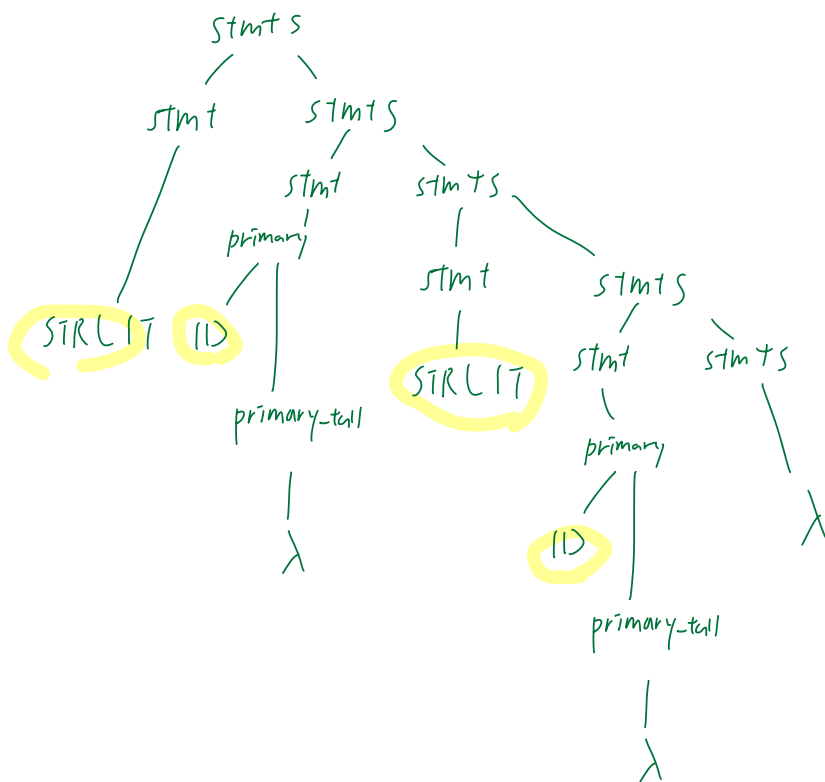 stmts
stmt stmts
stmt stmts
primary
stmt stmts
STRLIT ID
stmt stmts
STRLIT
primary_tail
primary
λ
ID
λ
primary_tail
λ